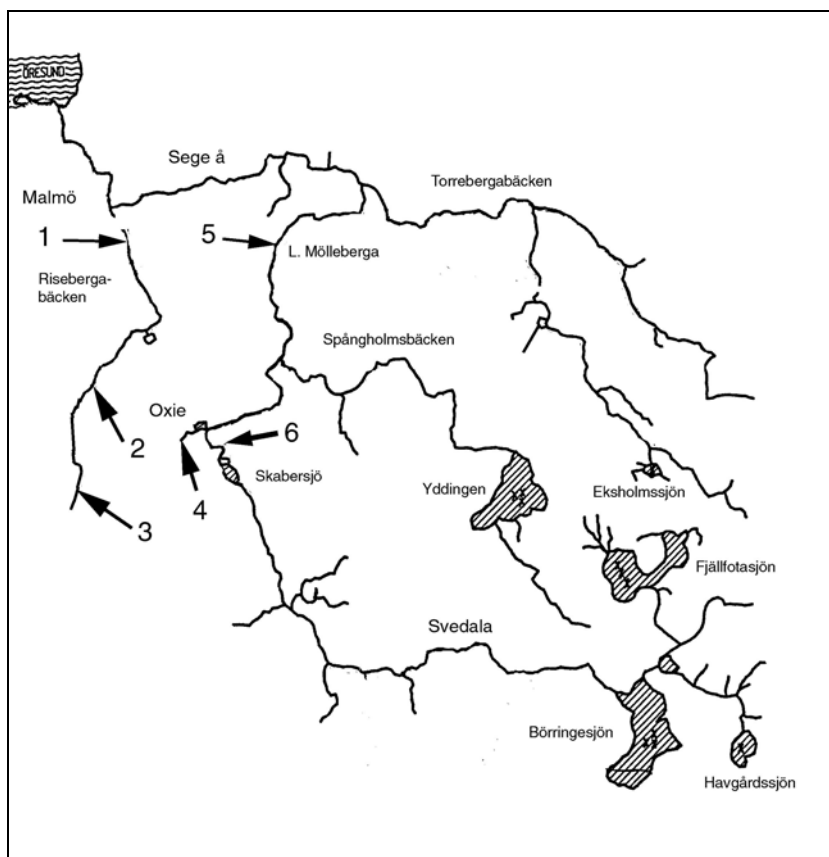 ÖRESUND
Sege å
Torrebergabäcken
Malmö
1
5
L. Mölleberga
Riseberga-
bäcken
Spångholmsbäcken
Oxie
2
6
Skabersjö
4
3
Yddingen
Eksholmssjön
Fjällfotasjön
Svedala
Börringesjön
Havgårdssjön